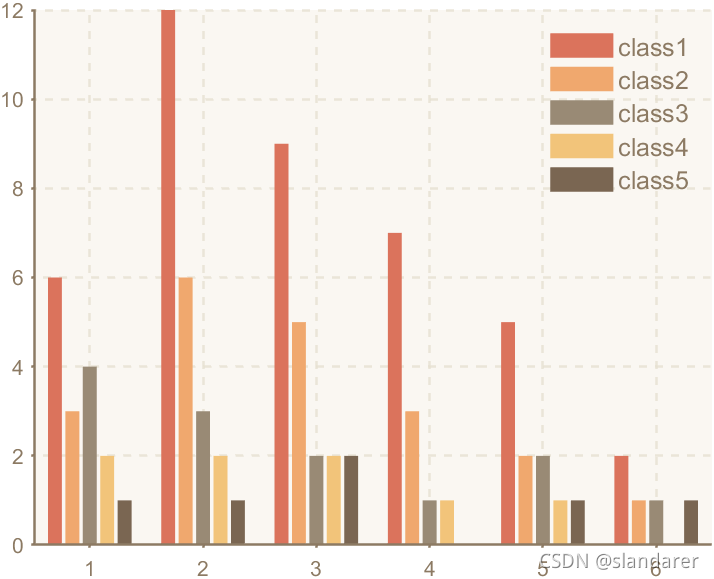 12
10
8
6
4
2
0
class1
class2
class3
class4
class5
1 2 3 4 5 6
CSDN @slandarer